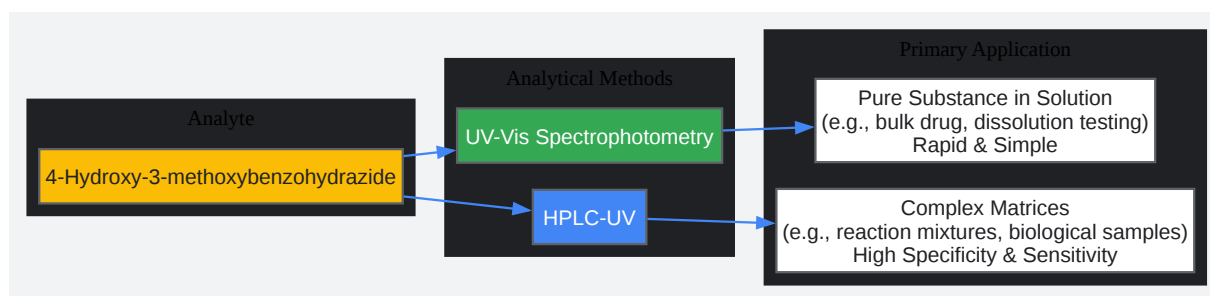 Analyte
4-Hydroxy-3-methoxybenzohydrazide
Analytical Methods
UV-Vis Spectrophotometry
HPLC-UV
Primary Application
Pure Substance in Solution
(e.g., bulk drug, dissolution testing)
Rapid & Simple
Complex Matrices
(e.g., reaction mixtures, biological samples)
High Specificity & Sensitivity